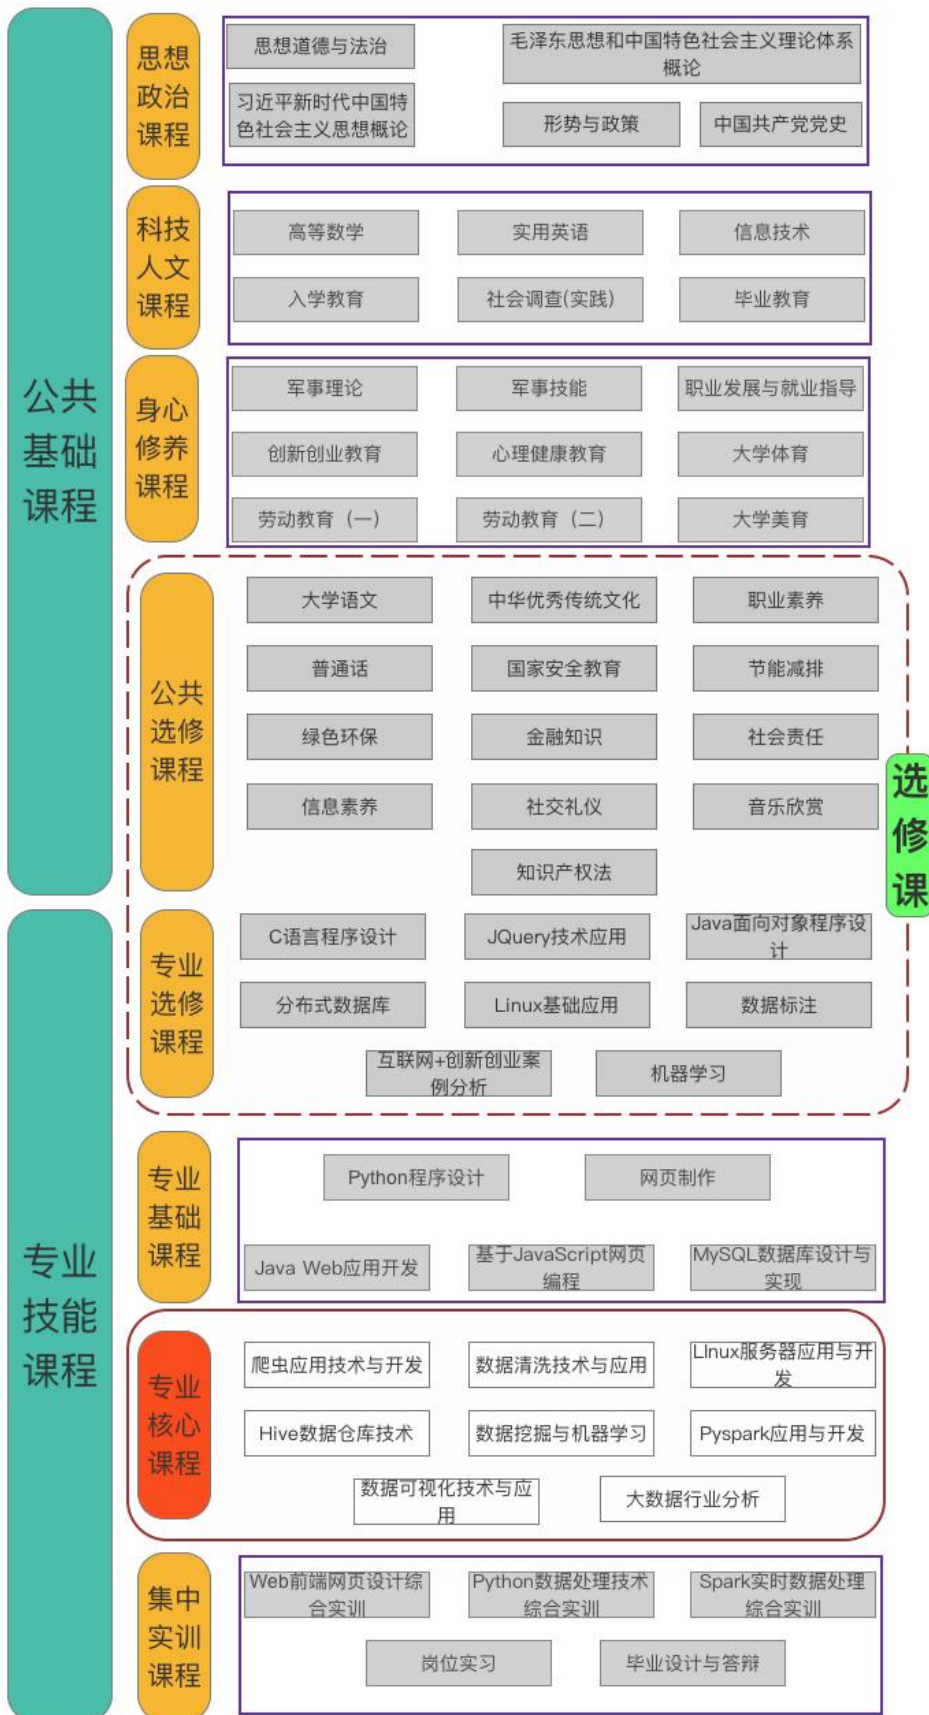 公共
基础
课程
思想
政治
课程
思想道德与法治
毛泽东思想和中国特色社会主义理论体系
概论
习近平新时代中国特
色社会主义思想概论
形势与政策
中国共产党党史
科技
人文
课程
高等数学
实用英语
信息技术
入学教育
社会调查(实践)
毕业教育
身心
修养
课程
军事理论
军事技能
职业发展与就业指导
创新创业教育
心理健康教育
大学体育
劳动教育（一）
劳动教育（二）
大学美育
选
修
课
公共
选修
课程
大学语文
中华优秀传统文化
职业素养
普通话
国家安全教育
节能减排
绿色环保
金融知识
社会责任
信息素养
社交礼仪
音乐欣赏
知识产权法
专业
技能
课程
专业
选修
课程
C语言程序设计
JQuery技术应用
Java面向对象程序设
计
分布式数据库
Linux基础应用
数据标注
互联网+创新创业案
例分析
机器学习
专业
基础
课程
Python程序设计
网页制作
Java Web应用开发
基于JavaScript网页
编程
MySQL数据库设计与
实现
专业
核心
课程
爬虫应用技术与开发
数据清洗技术与应用
LInux服务器应用与开
发
Hive数据仓库技术
数据挖掘与机器学习
Pyspark应用与开发
数据可视化技术与应
用
大数据行业分析
集中
实训
课程
Web前端网页设计综
合实训
Python数据处理技术
综合实训
Spark实时数据处理
综合实训
岗位实习
毕业设计与答辩